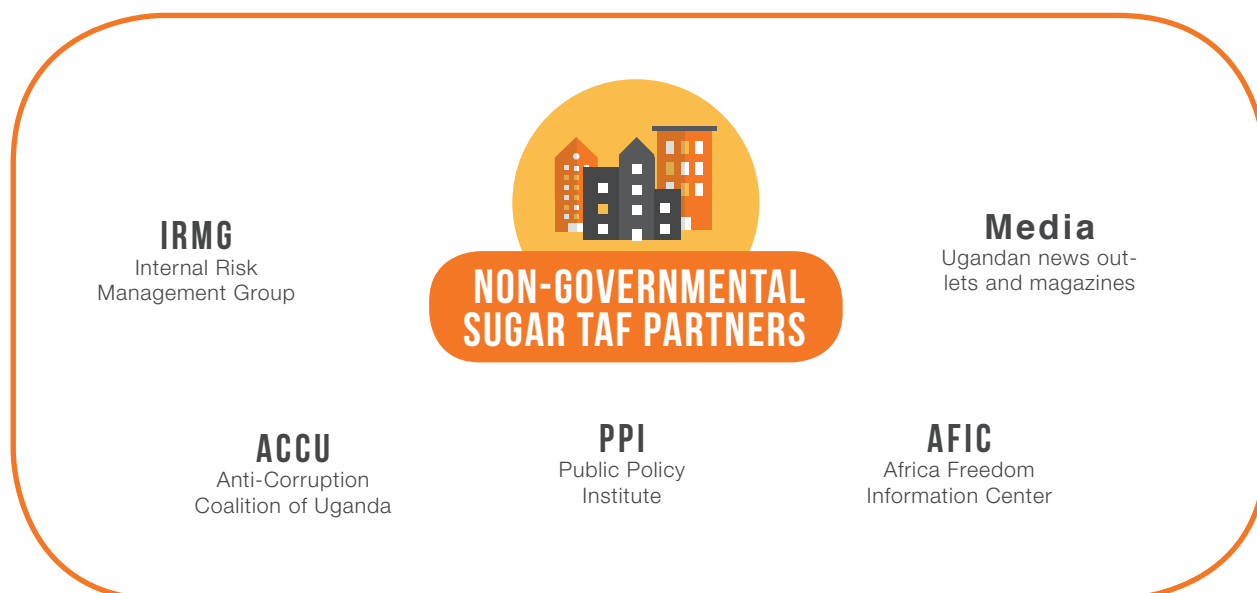 IRMG
Internal Risk
Management Group
NON-GOVERNMENTAL
SUGAR TAF PARTNERS
Media
Ugandan news out-
lets and magazines
ACCU
Anti-Corruption
Coalition of Uganda
PPI
Public Policy
Institute
AFIC
Africa Freedom
Information Center